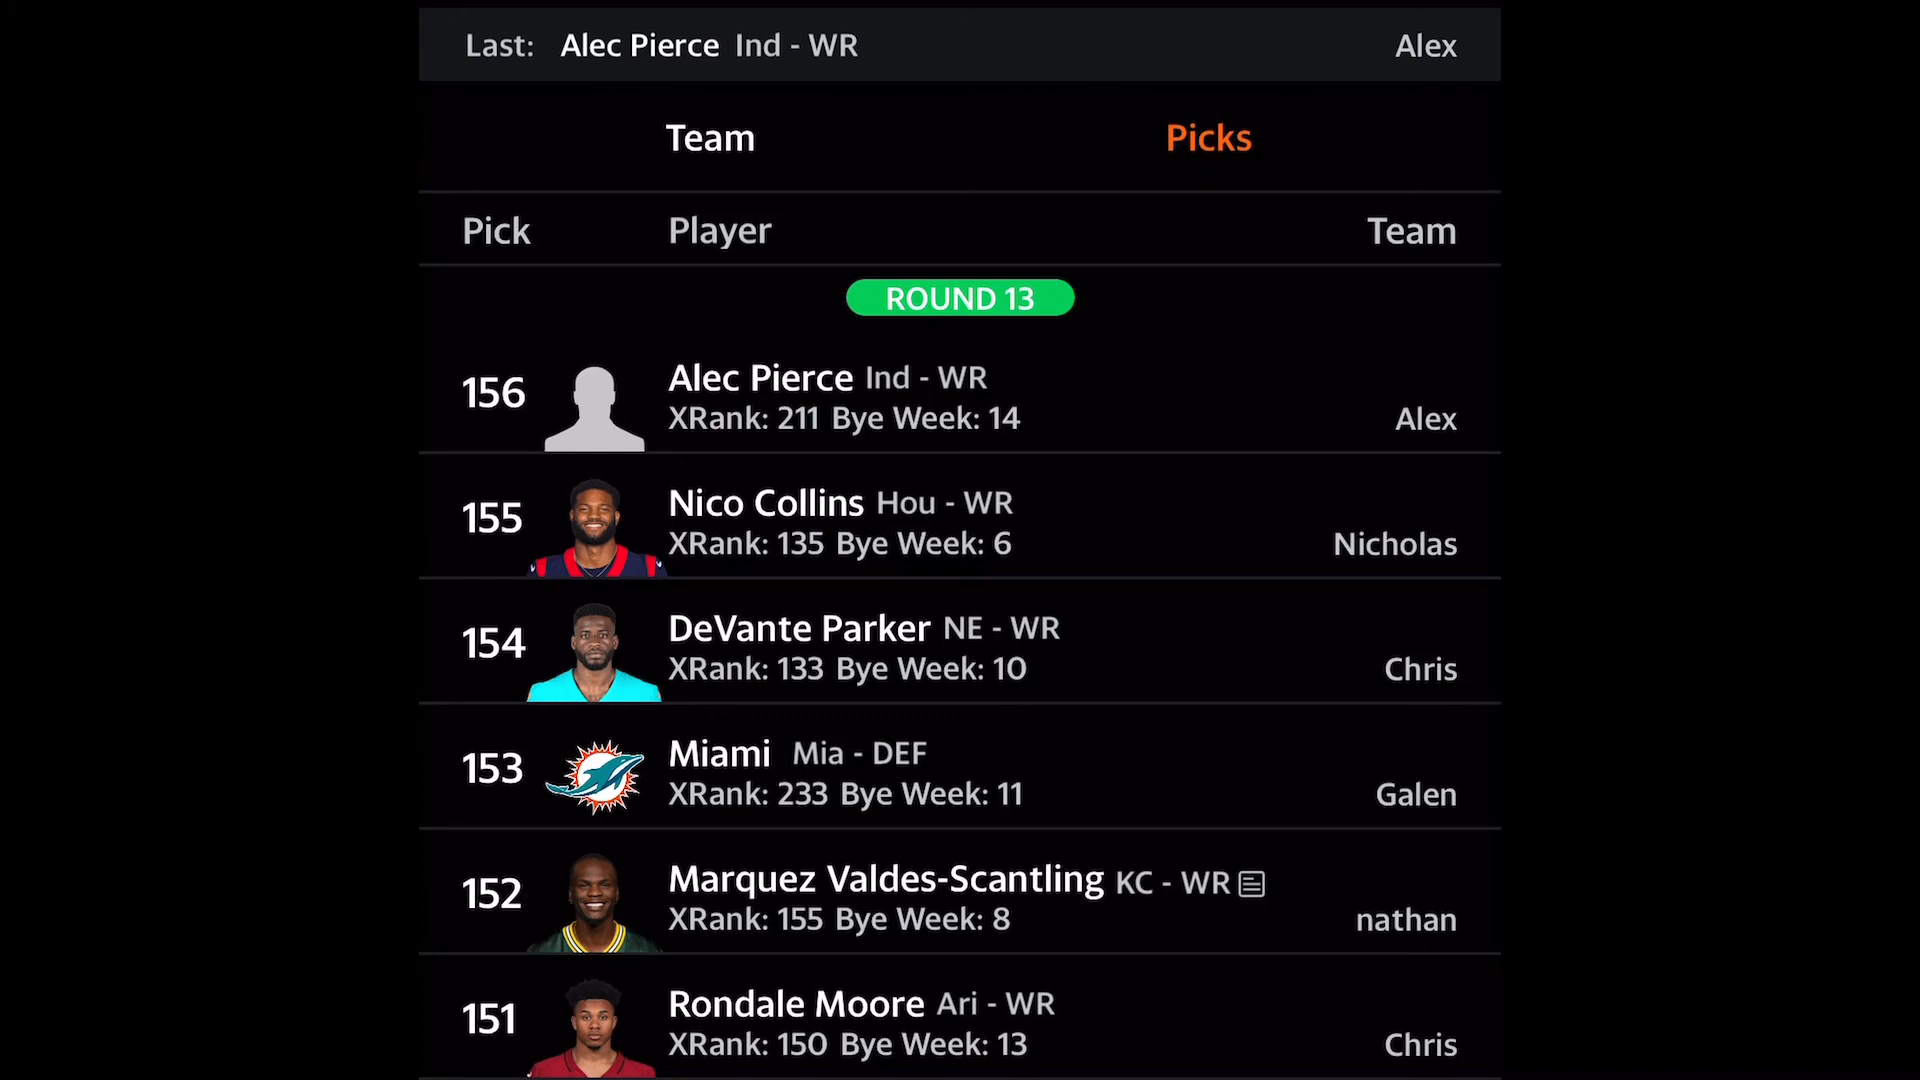 Last: Alec Pierce Ind - WR Alex
Team Picks
Pick Player Team
ROUND 13
156 Alec Pierce Ind - WR
XRank: 211 Bye Week: 14 Alex
155 Nico Collins Hou - WR
XRank: 135 Bye Week: 6 Nicholas
154 DeVante Parker NE - WR
XRank: 133 Bye Week: 10 Chris
153 Miami Mia - DEF
XRank: 233 Bye Week: 11 Galen
152 Marquez Valdes-Scantling KC - WR
XRank: 155 Bye Week: 8 nathan
151 Rondale Moore Ari - WR
XRank: 150 Bye Week: 13 Chris